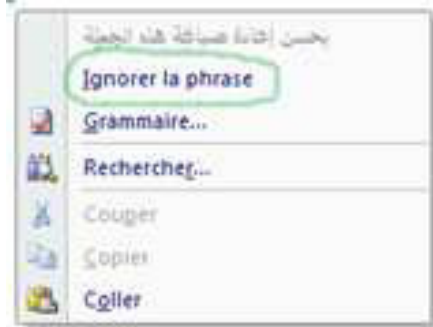 يحسن إعادة صياغة هذه الجملة
Ignorer la phrase
Grammaire...
Rechercher...
Couper
Copier
Coller